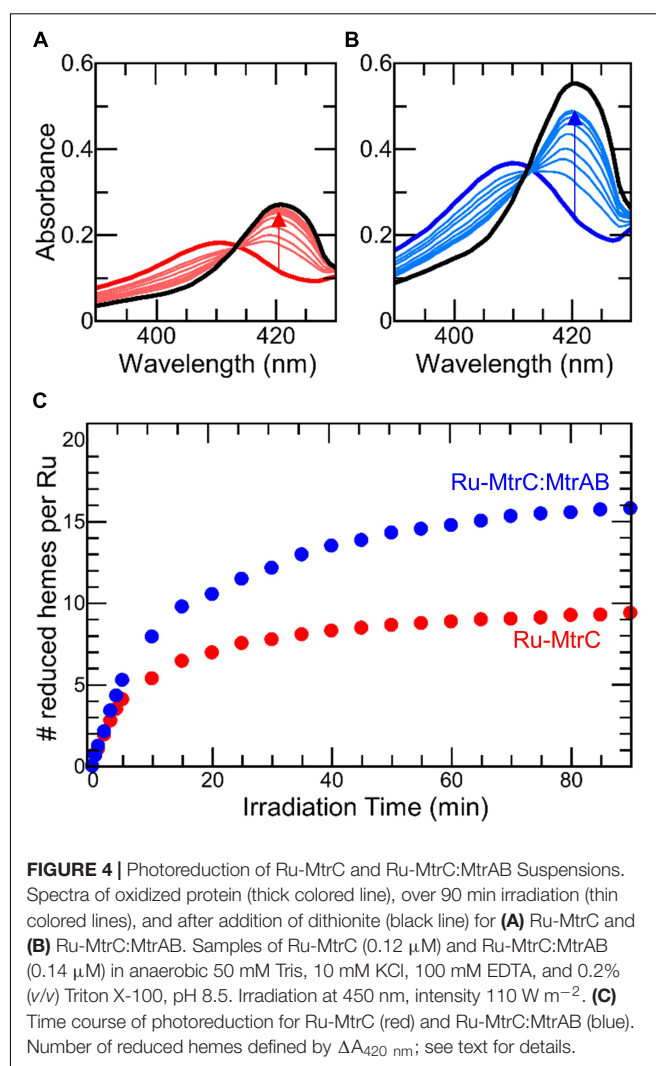 A
B
0.6
0.4
0.2
0
Absorbance
400 420
Wavelength (nm)
400 420
Wavelength (nm)
C
20
15
10
5
0
# reduced hemes per Ru
Ru-MtrC:MtrAB
Ru-MtrC
0 20 40 60 80
Irradiation Time (min)
FIGURE 4 | Photoreduction of Ru-MtrC and Ru-MtrC:MtrAB Suspensions.
Spectra of oxidized protein (thick colored line), over 90 min irradiation (thin
colored lines), and after addition of dithionite (black line) for (A) Ru-MtrC and
(B) Ru-MtrC:MtrAB. Samples of Ru-MtrC (0.12 μM) and Ru-MtrC:MtrAB
(0.14 μM) in anaerobic 50 mM Tris, 10 mM KCl, 100 mM EDTA, and 0.2%
(v/v) Triton X-100, pH 8.5. Irradiation at 450 nm, intensity 110 W m−2. (C)
Time course of photoreduction for Ru-MtrC (red) and Ru-MtrC:MtrAB (blue).
Number of reduced hemes defined by ΔA420 nm; see text for details.